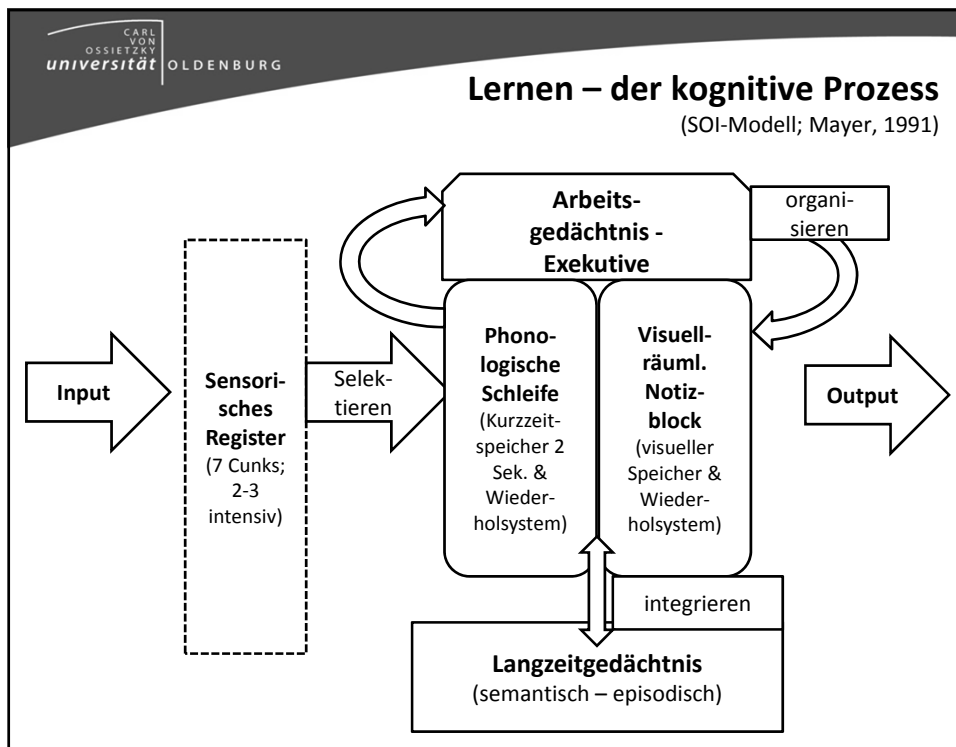 CARL
VON
OSSIETZKY
universität OLDENBURG
Lernen – der kognitive Prozess
(SOI-Modell; Mayer, 1991)
Arbeits-
gedächtnis -
Exekutive
organi-
sieren
Input
Sensori-
sches
Register
(7 Cunks;
2-3
intensiv)
Selek-
tieren
Phono-
logische
Schleife
(Kurzzeit-
speicher 2
Sek. &
Wieder-
holsystem)
Visuell-
räuml.
Notiz-
block
(visueller
Speicher &
Wieder-
holsystem)
Output
integrieren
Langzeitgedächtnis
(semantisch – episodisch)